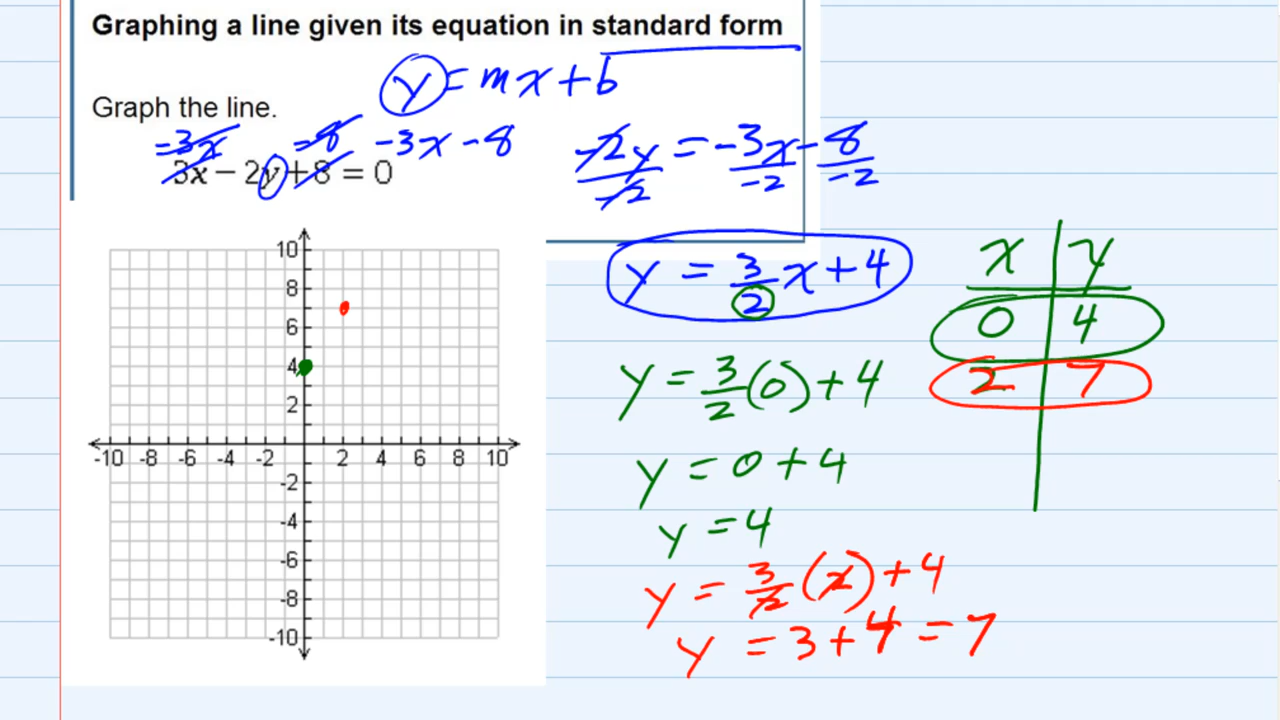 Graphing a line given its equation in standard form
y = mx + b
Graph the line.
-3x -8 -3x - 8
3x − 2y + 8 = 0
-2y/-2 = -3x/-2 - 8/-2
y = 3/2 x + 4
x y
0 4
2 7
y = 3/2 (0) + 4
y = 0 + 4
y = 4
y = 3/2 (2) + 4
y = 3 + 4 = 7
10
8
6
4
2
-10 -8 -6 -4 -2 2 4 6 8 10
-2
-4
-6
-8
-10